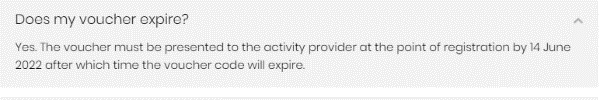 Does my voucher expire?
Yes. The voucher must be presented to the activity provider at the point of registration by 14 June
2022 after which time the voucher code will expire.